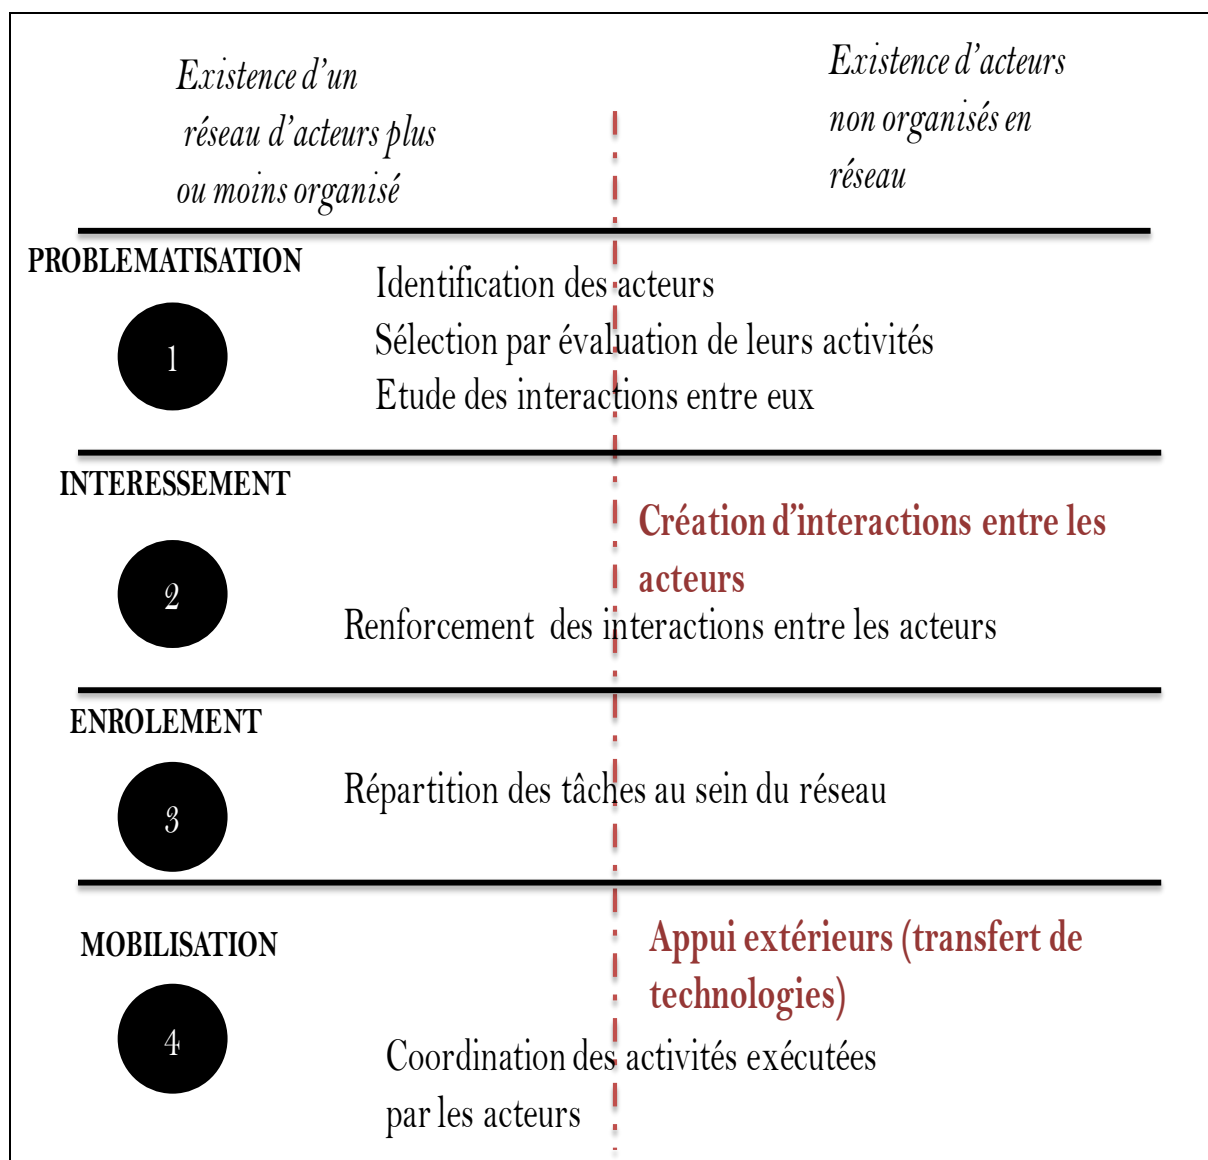 Existence d’un
réseau d’acteurs plus
ou moins organisé
Existence d’acteurs
non organisés en
réseau
PROBLEMATISATION
1
Identification des acteurs
Sélection par évaluation de leurs activités
Etude des interactions entre eux
INTERESSEMENT
2
Création d’interactions entre les
acteurs
Renforcement des interactions entre les acteurs
ENROLEMENT
3
Répartition des tâches au sein du réseau
MOBILISATION
4
Appui extérieurs (transfert de
technologies)
Coordination des activités exécutées
par les acteurs